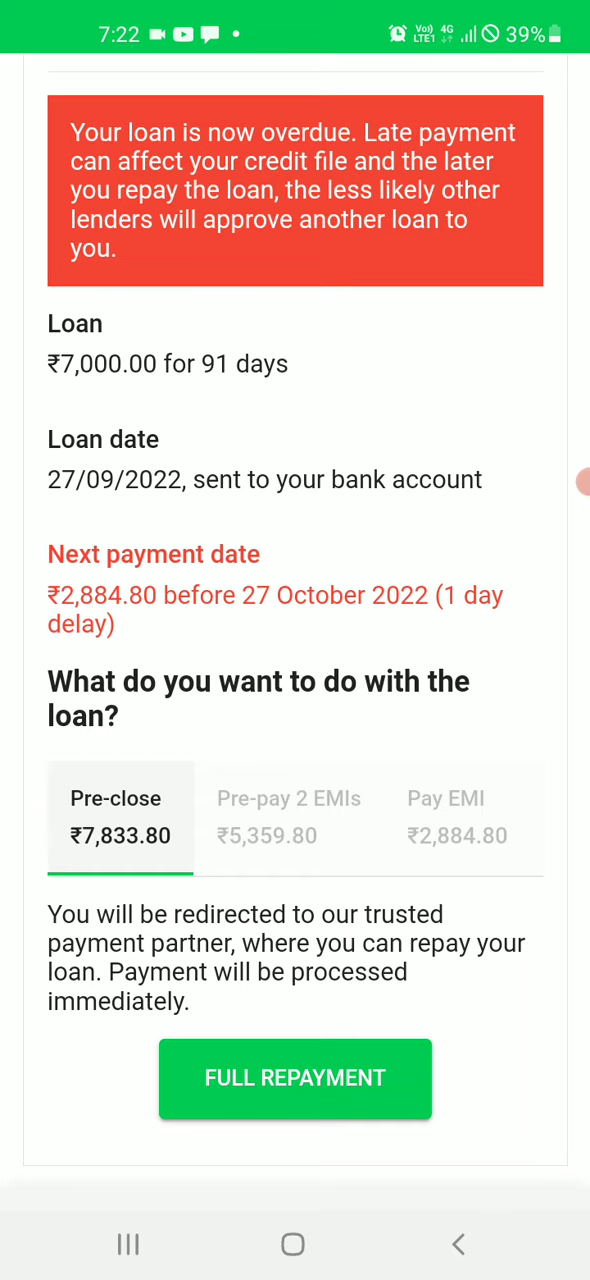 7:22
Vo)) 4G
LTE1
39%
Your loan is now overdue. Late payment
can affect your credit file and the later
you repay the loan, the less likely other
lenders will approve another loan to
you.
Loan
₹7,000.00 for 91 days
Loan date
27/09/2022, sent to your bank account
Next payment date
₹2,884.80 before 27 October 2022 (1 day
delay)
What do you want to do with the
loan?
Pre-close Pre-pay 2 EMIs Pay EMI
₹7,833.80 ₹5,359.80 ₹2,884.80
You will be redirected to our trusted
payment partner, where you can repay your
loan. Payment will be processed
immediately.
FULL REPAYMENT